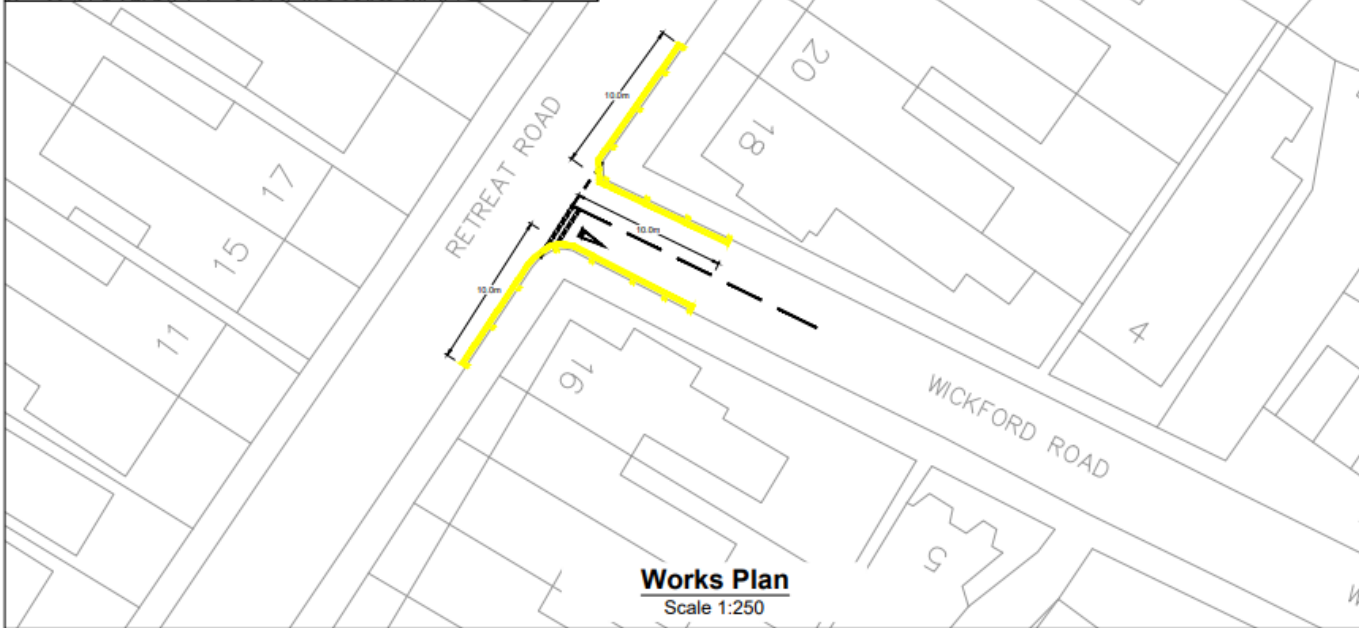 20
10.0m
18
RETREAT ROAD
17
15
10.0m
10.0m
11
16
4
WICKFORD ROAD
5
Works Plan
Scale 1:250
W